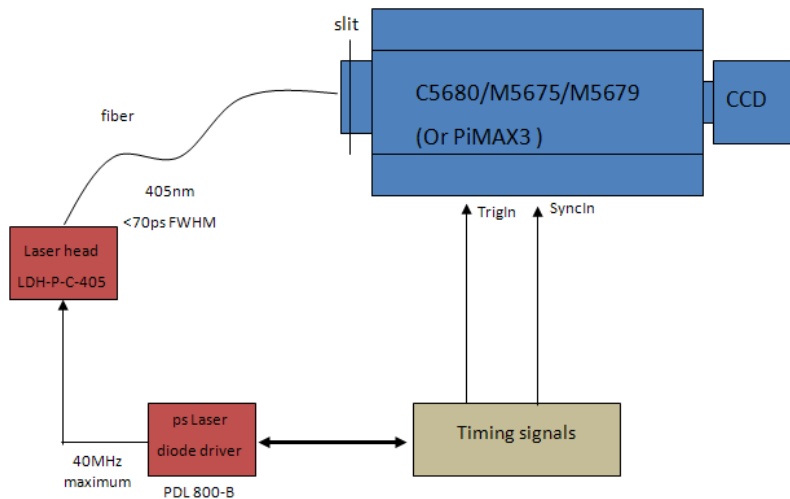 slit
C5680/M5675/M5679
(Or PiMAX3 )
CCD
fiber
405nm
<70ps FWHM
TrigIn
SyncIn
Laser head
LDH-P-C-405
ps Laser
diode driver
Timing signals
40MHz
maximum
PDL 800-B